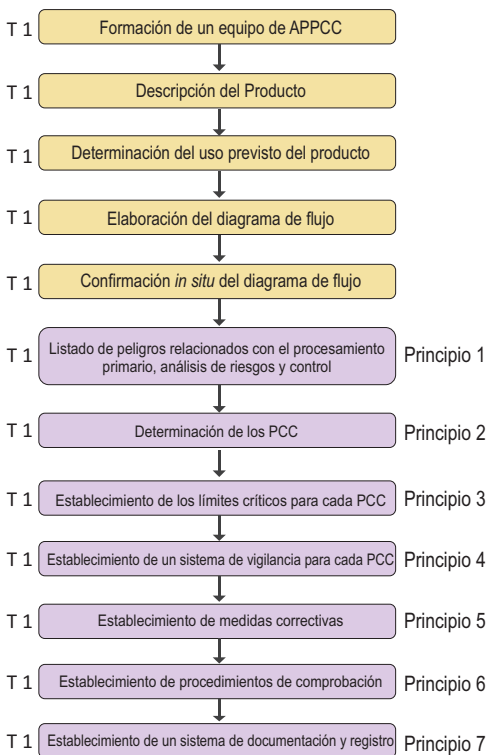 T 1 Formación de un equipo de APPCC
T 1 Descripción del Producto
T 1 Determinación del uso previsto del producto
T 1 Elaboración del diagrama de flujo
T 1 Confirmación in situ del diagrama de flujo
T 1 Listado de peligros relacionados con el procesamiento
primario, análisis de riesgos y control Principio 1
T 1 Determinación de los PCC Principio 2
T 1 Establecimiento de los límites críticos para cada PCC Principio 3
T 1 Establecimiento de un sistema de vigilancia para cada PCC Principio 4
T 1 Establecimiento de medidas correctivas Principio 5
T 1 Establecimiento de procedimientos de comprobación Principio 6
T 1 Establecimiento de un sistema de documentación y registro Principio 7